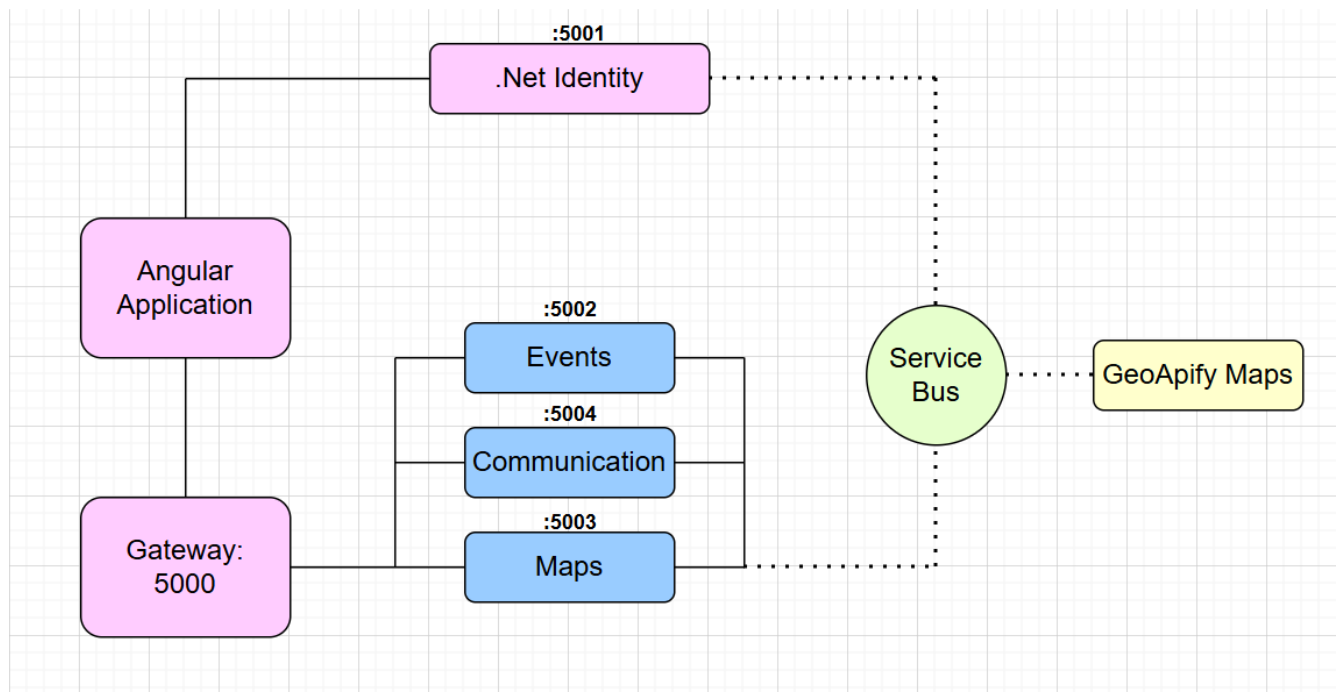 :5001
.Net Identity
Angular
Application
:5002
Events
Service
Bus
GeoApify Maps
:5004
Communication
:5003
Maps
Gateway:
5000